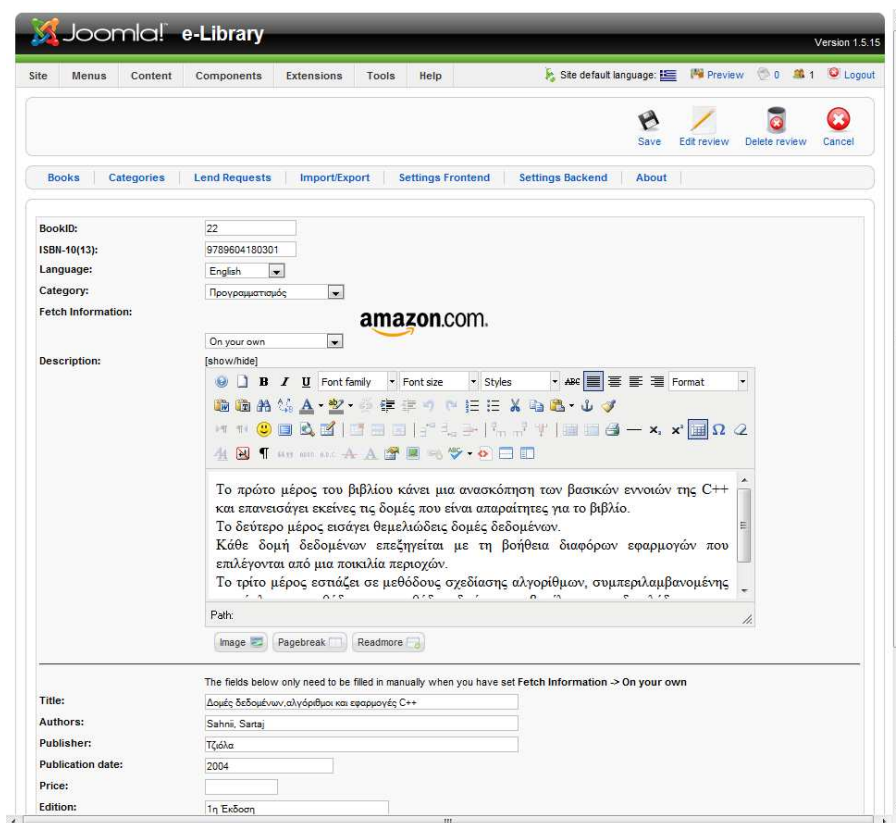 Joomla! e-Library
Version 1.5.15
Site Menus Content Components Extensions Tools Help Site default language: Preview 0 1 Logout
Save Edit review Delete review Cancel
Books Categories Lend Requests Import/Export Settings Frontend Settings Backend About
BookID: 22
ISBN-10(13): 9789604180301
Language: English
Category: Προγραμματισμός
Fetch Information: amazon.com.
On your own
Description: [show/hide]
B I U Font family Font size Styles ABC Format
Το πρώτο μέρος του βιβλίου κάνει μια ανασκόπηση των βασικών εννοιών της C++
και επανεισάγει εκείνες τις δομές που είναι απαραίτητες για το βιβλίο.
Το δεύτερο μέρος εισάγει θεμελιώδεις δομές δεδομένων.
Κάθε δομή δεδομένων επεξηγείται με τη βοήθεια διαφόρων εφαρμογών που
επιλέγονται από μια ποικιλία περιοχών.
Το τρίτο μέρος εστιάζει σε μεθόδους σχεδίασης αλγορίθμων, συμπεριλαμβανομένης
Path:
Image Pagebreak Readmore
The fields below only need to be filled in manually when you have set Fetch Information -> On your own
Title: Δομές δεδομένων,αλγόριθμοι και εφαρμογές C++
Authors: Sahnii, Sartaj
Publisher: Τζιόλα
Publication date: 2004
Price:
Edition: 1η Έκδοση